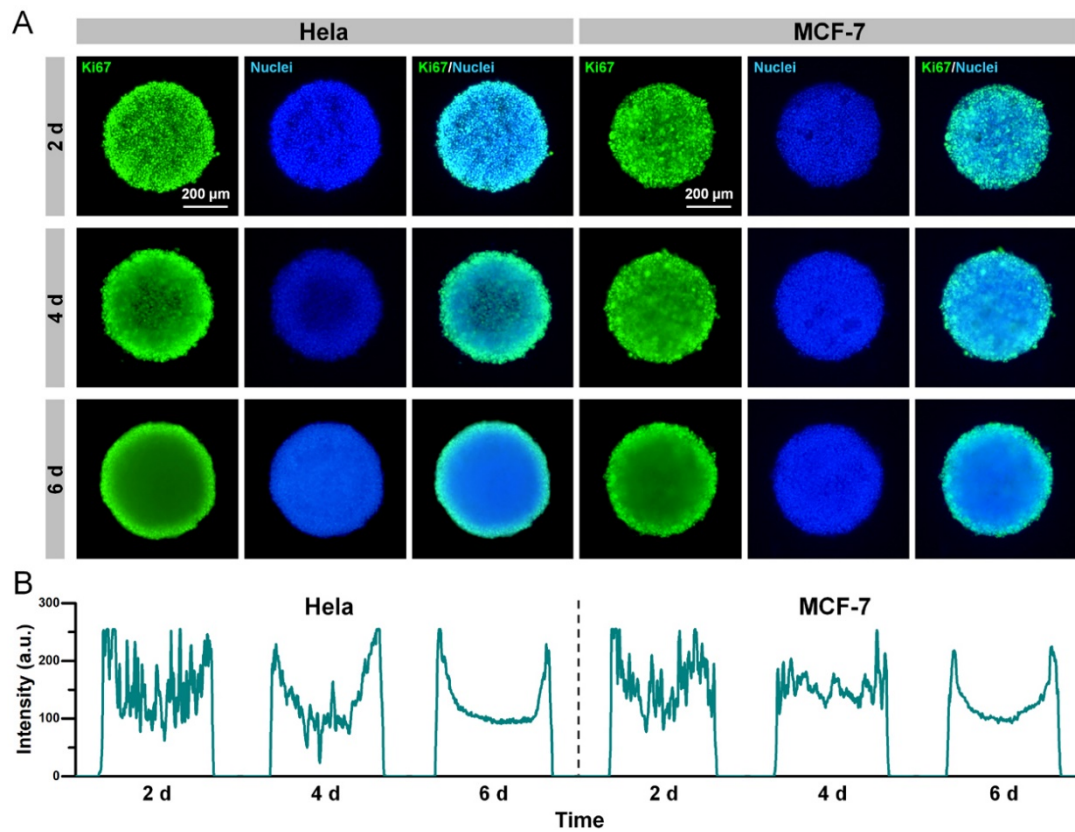 A
Hela
MCF-7
Ki67
Nuclei
Ki67/Nuclei
Ki67
Nuclei
Ki67/Nuclei
2 d
200 µm
200 µm
4 d
6 d
B
Hela
MCF-7
Intensity (a.u.)
300
200
100
0
2 d
4 d
6 d
2 d
4 d
6 d
Time